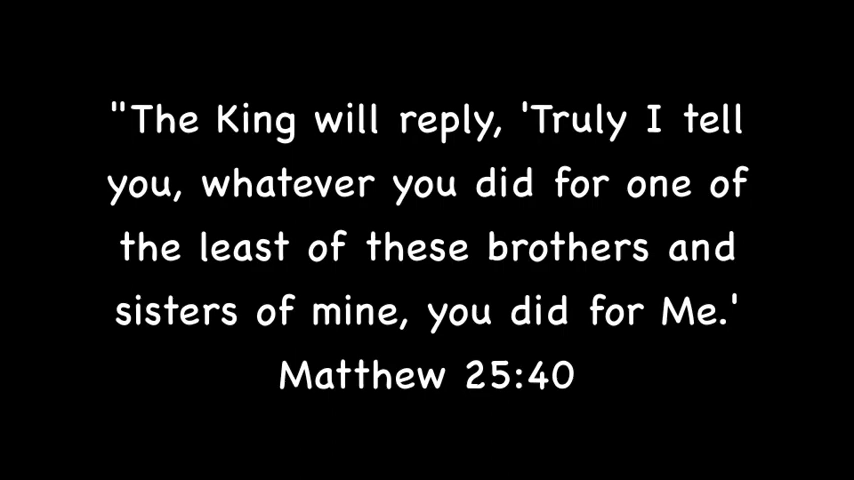 "The King will reply, 'Truly I tell
you, whatever you did for one of
the least of these brothers and
sisters of mine, you did for Me.'
Matthew 25:40